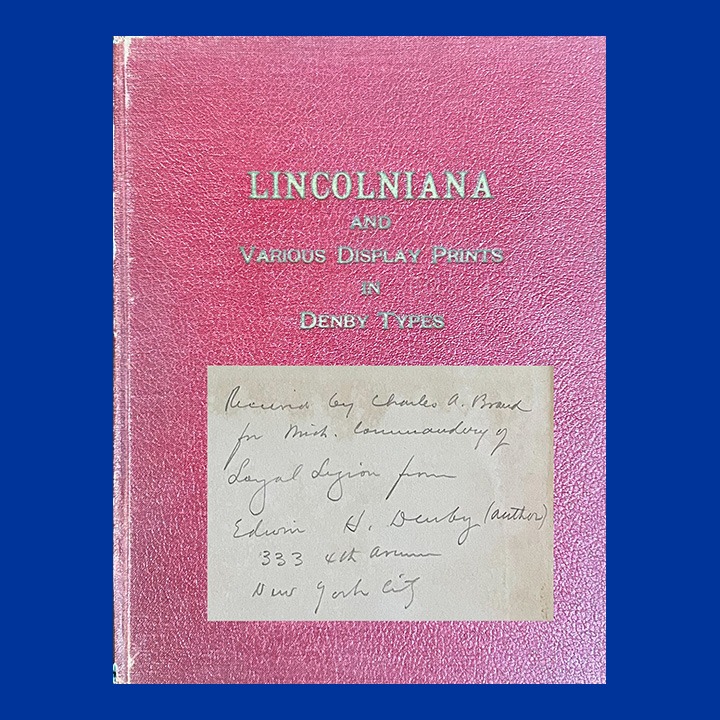 LINCOLNIANA
AND
VARIOUS DISPLAY PRINTS
IN
DENBY TYPES
Received by Charles A. Brand
for Mich. Commandery of
Loyal Legion from
Edwin H. Denby (author)
333 4th Avenue
New York City